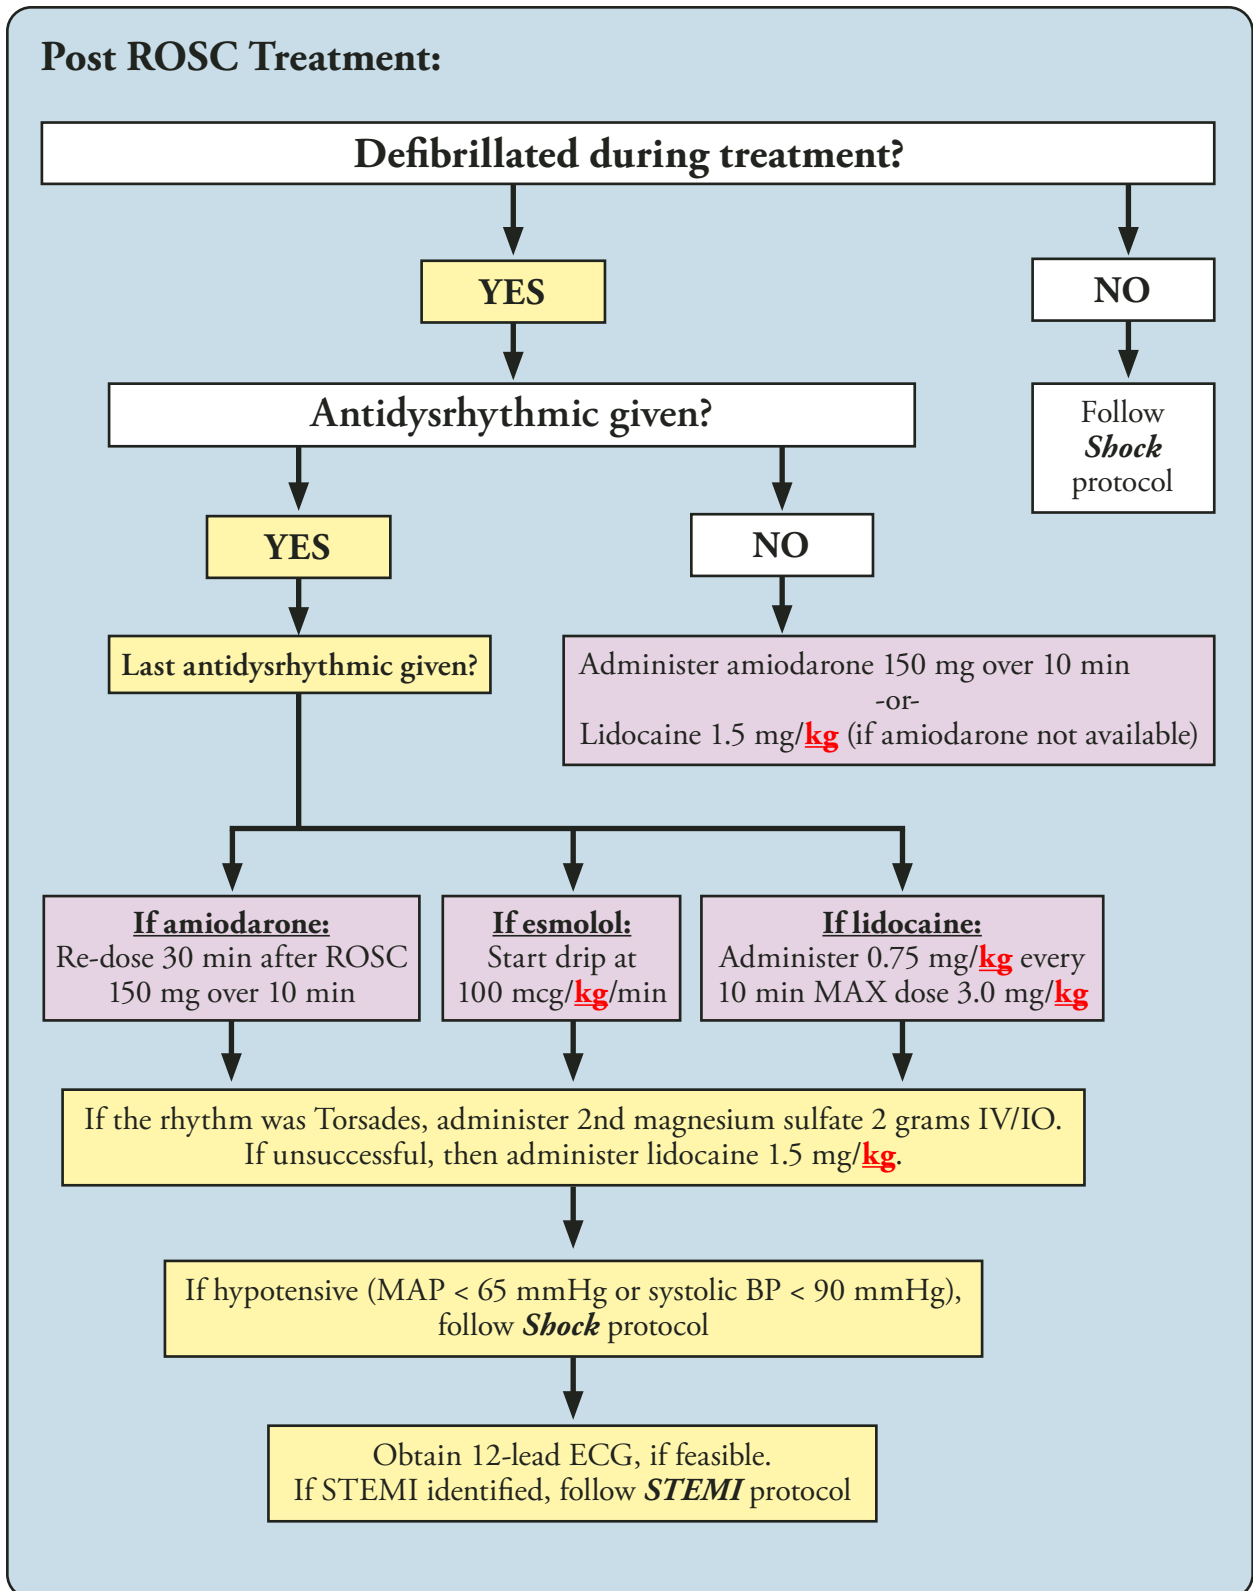 Post ROSC Treatment:
Defibrillated during treatment?
YES
NO
Antidysrhythmic given?
Follow
Shock
protocol
YES
NO
Last antidysrhythmic given?
Administer amiodarone 150 mg over 10 min
-or-
Lidocaine 1.5 mg/kg (if amiodarone not available)
If amiodarone:
Re-dose 30 min after ROSC
150 mg over 10 min
If esmolol:
Start drip at
100 mcg/kg/min
If lidocaine:
Administer 0.75 mg/kg every
10 min MAX dose 3.0 mg/kg
If the rhythm was Torsades, administer 2nd magnesium sulfate 2 grams IV/IO.
If unsuccessful, then administer lidocaine 1.5 mg/kg.
If hypotensive (MAP < 65 mmHg or systolic BP < 90 mmHg),
follow Shock protocol
Obtain 12-lead ECG, if feasible.
If STEMI identified, follow STEMI protocol